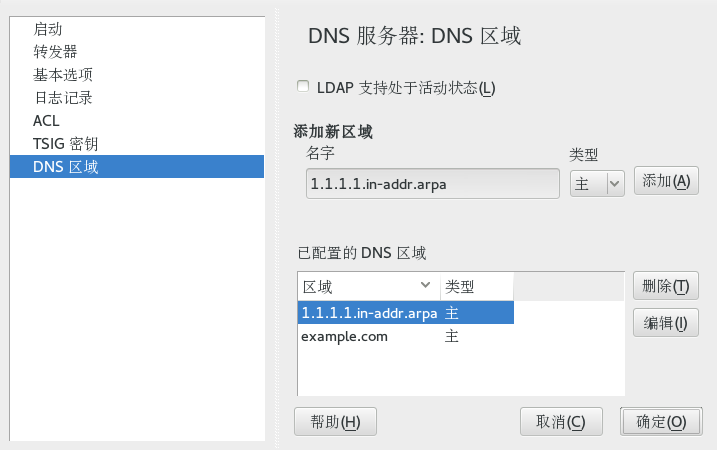 启动
转发器
基本选项
日志记录
ACL
TSIG 密钥
DNS 区域
DNS 服务器: DNS 区域
LDAP 支持处于活动状态(L)
添加新区域
名字
类型
1.1.1.1.in-addr.arpa
主
添加(A)
已配置的 DNS 区域
区域 类型
1.1.1.1.in-addr.arpa 主
example.com 主
删除(T)
编辑(I)
帮助(H)
取消(C)
确定(O)